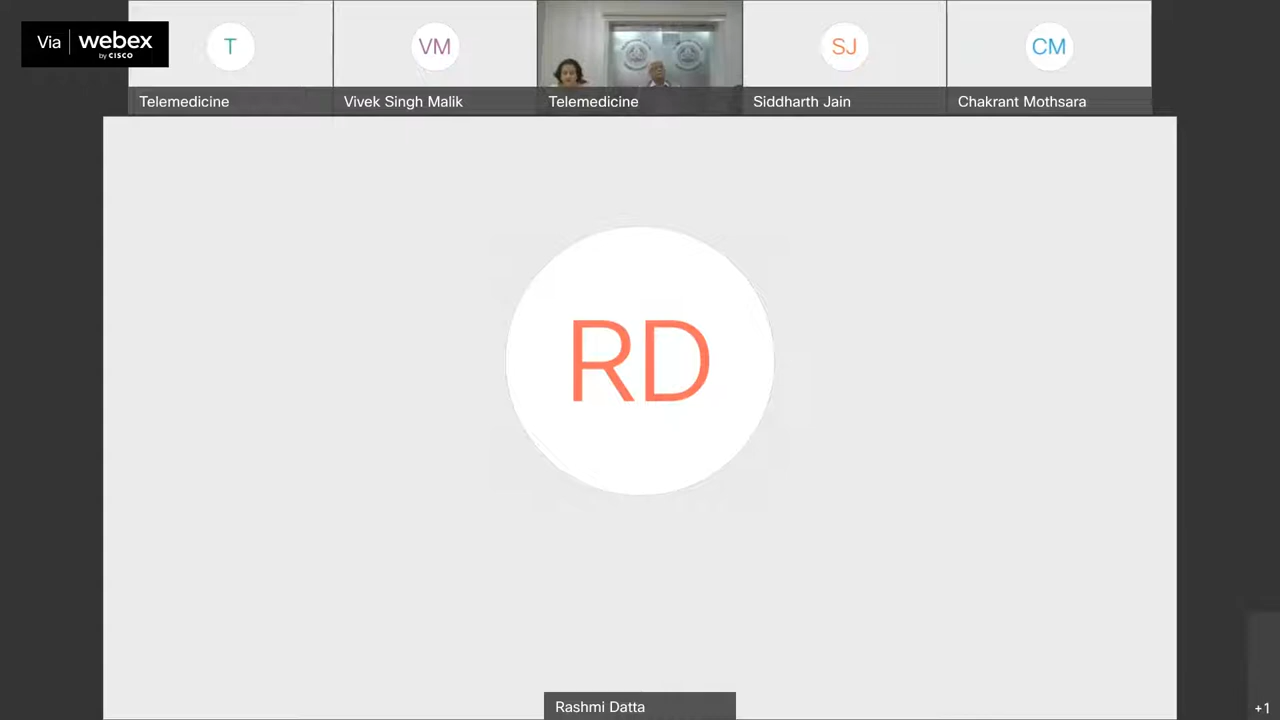 Via webex
by CISCO
T
VM
SJ
CM
Telemedicine
Vivek Singh Malik
Telemedicine
Siddharth Jain
Chakrant Mothsara
RD
Rashmi Datta
+1